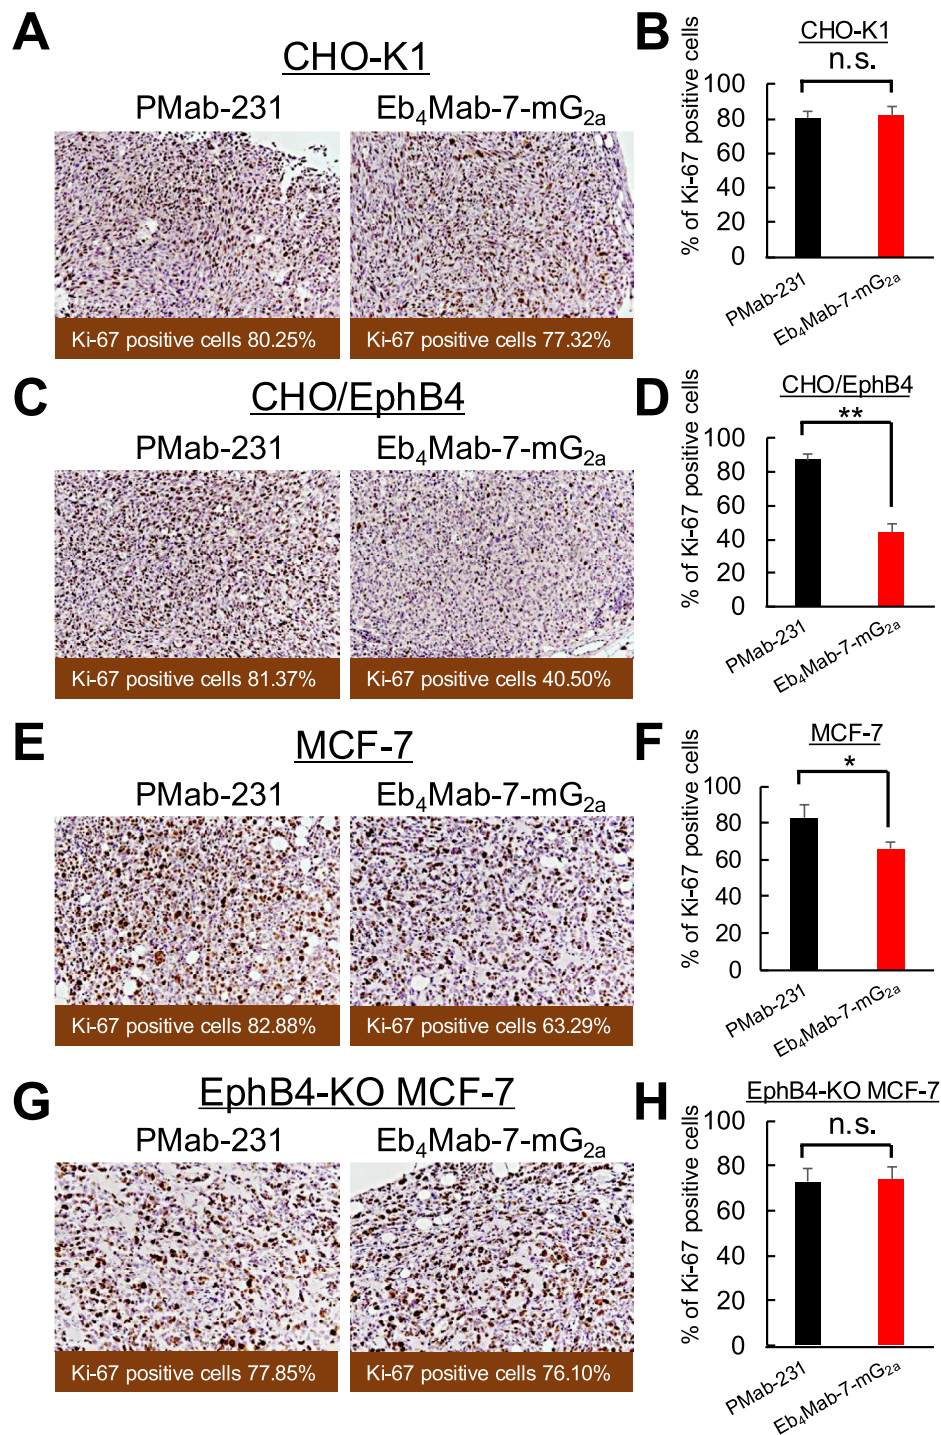 A
CHO-K1
PMab-231
Eb₄Mab-7-mG₂ₐ
Ki-67 positive cells 80.25%
Ki-67 positive cells 77.32%
B
CHO-K1
n.s.
% of Ki-67 positive cells
100
80
60
40
20
0
PMab-231
Eb₄Mab-7-mG₂ₐ
C
CHO/EphB4
PMab-231
Eb₄Mab-7-mG₂ₐ
Ki-67 positive cells 81.37%
Ki-67 positive cells 40.50%
D
CHO/EphB4
**
% of Ki-67 positive cells
100
80
60
40
20
0
PMab-231
Eb₄Mab-7-mG₂ₐ
E
MCF-7
PMab-231
Eb₄Mab-7-mG₂ₐ
Ki-67 positive cells 82.88%
Ki-67 positive cells 63.29%
F
MCF-7
*
% of Ki-67 positive cells
100
80
60
40
20
0
PMab-231
Eb₄Mab-7-mG₂ₐ
G
EphB4-KO MCF-7
PMab-231
Eb₄Mab-7-mG₂ₐ
Ki-67 positive cells 77.85%
Ki-67 positive cells 76.10%
H
EphB4-KO MCF-7
n.s.
% of Ki-67 positive cells
100
80
60
40
20
0
PMab-231
Eb₄Mab-7-mG₂ₐ